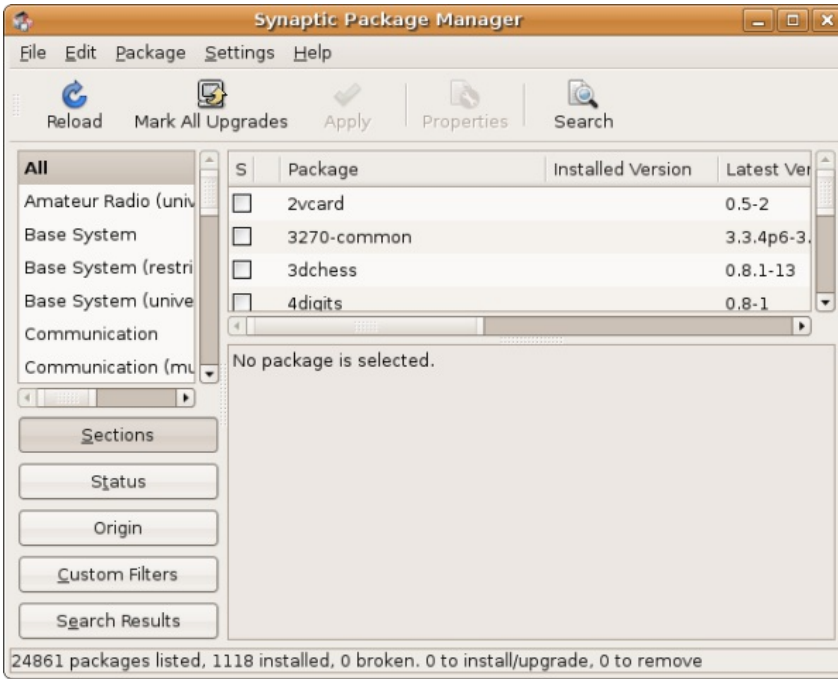 Synaptic Package Manager
File Edit Package Settings Help
Reload Mark All Upgrades Apply Properties Search
All
Amateur Radio (univ
Base System
Base System (restri
Base System (unive
Communication
Communication (mu
S Package Installed Version Latest Ver
2vcard 0.5-2
3270-common 3.3.4p6-3.
3dchess 0.8.1-13
4digits 0.8-1
No package is selected.
Sections
Status
Origin
Custom Filters
Search Results
24861 packages listed, 1118 installed, 0 broken. 0 to install/upgrade, 0 to remove